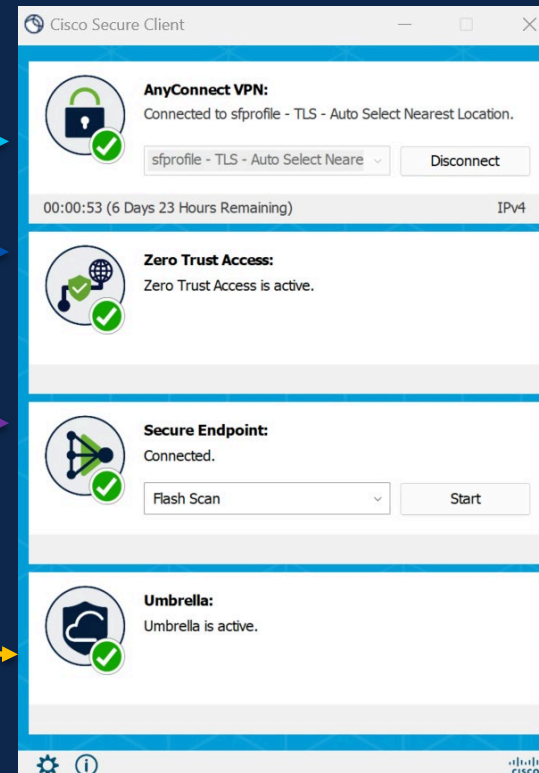 Cisco Secure Client
AnyConnect VPN:
Connected to sfprofile - TLS - Auto Select Nearest Location.
sfprofile - TLS - Auto Select Neare
Disconnect
00:00:53 (6 Days 23 Hours Remaining)
IPv4
Zero Trust Access:
Zero Trust Access is active.
Secure Endpoint:
Connected.
Flash Scan
Start
Umbrella:
Umbrella is active.
cisco